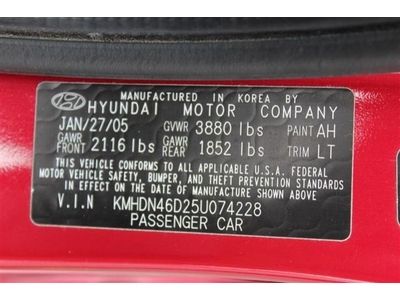 MANUFACTURED IN KOREA BY
HYUNDAI MOTOR COMPANY
JAN/27/05 GVWR 3880 lbs PAINT AH
GAWR FRONT 2116 lbs GAWR REAR 1852 lbs TRIM LT
THIS VEHICLE CONFORMS TO ALL APPLICABLE U.S.A. FEDERAL
MOTOR VEHICLE SAFETY, BUMPER, AND THEFT PREVENTION STANDARDS
IN EFFECT ON THE DATE OF MANUFACTURE SHOWN ABOVE
V.I.N KMHDN46D25U074228
PASSENGER CAR